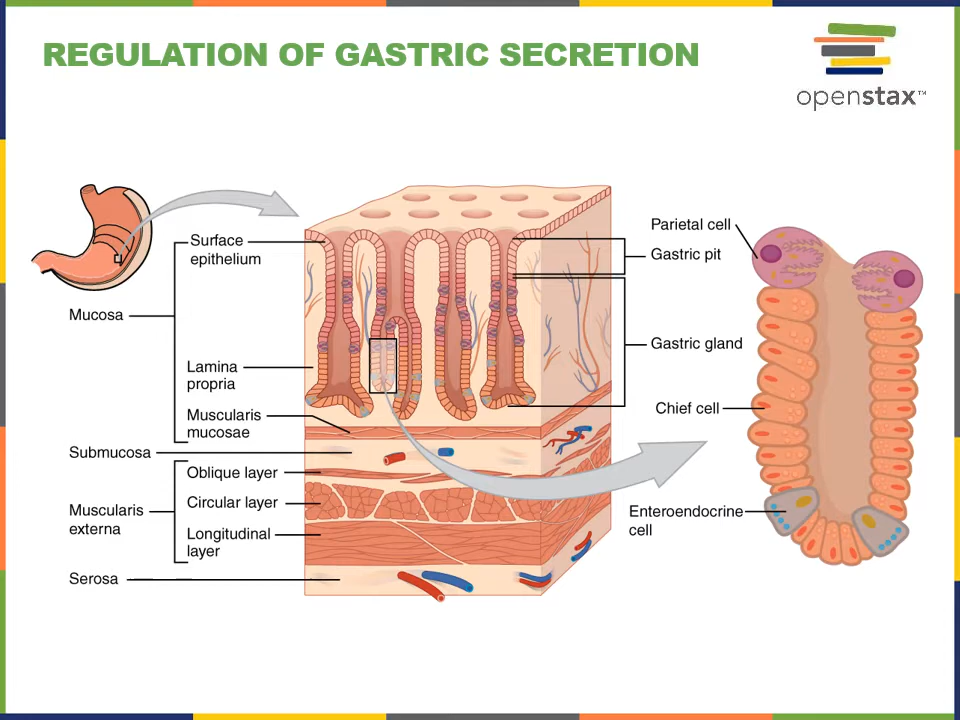 REGULATION OF GASTRIC SECRETION
openstax™
Surface
epithelium
Mucosa
Lamina
propria
Muscularis
mucosae
Submucosa
Oblique layer
Circular layer
Muscularis
externa
Longitudinal
layer
Serosa
Parietal cell
Gastric pit
Gastric gland
Chief cell
Enteroendocrine
cell